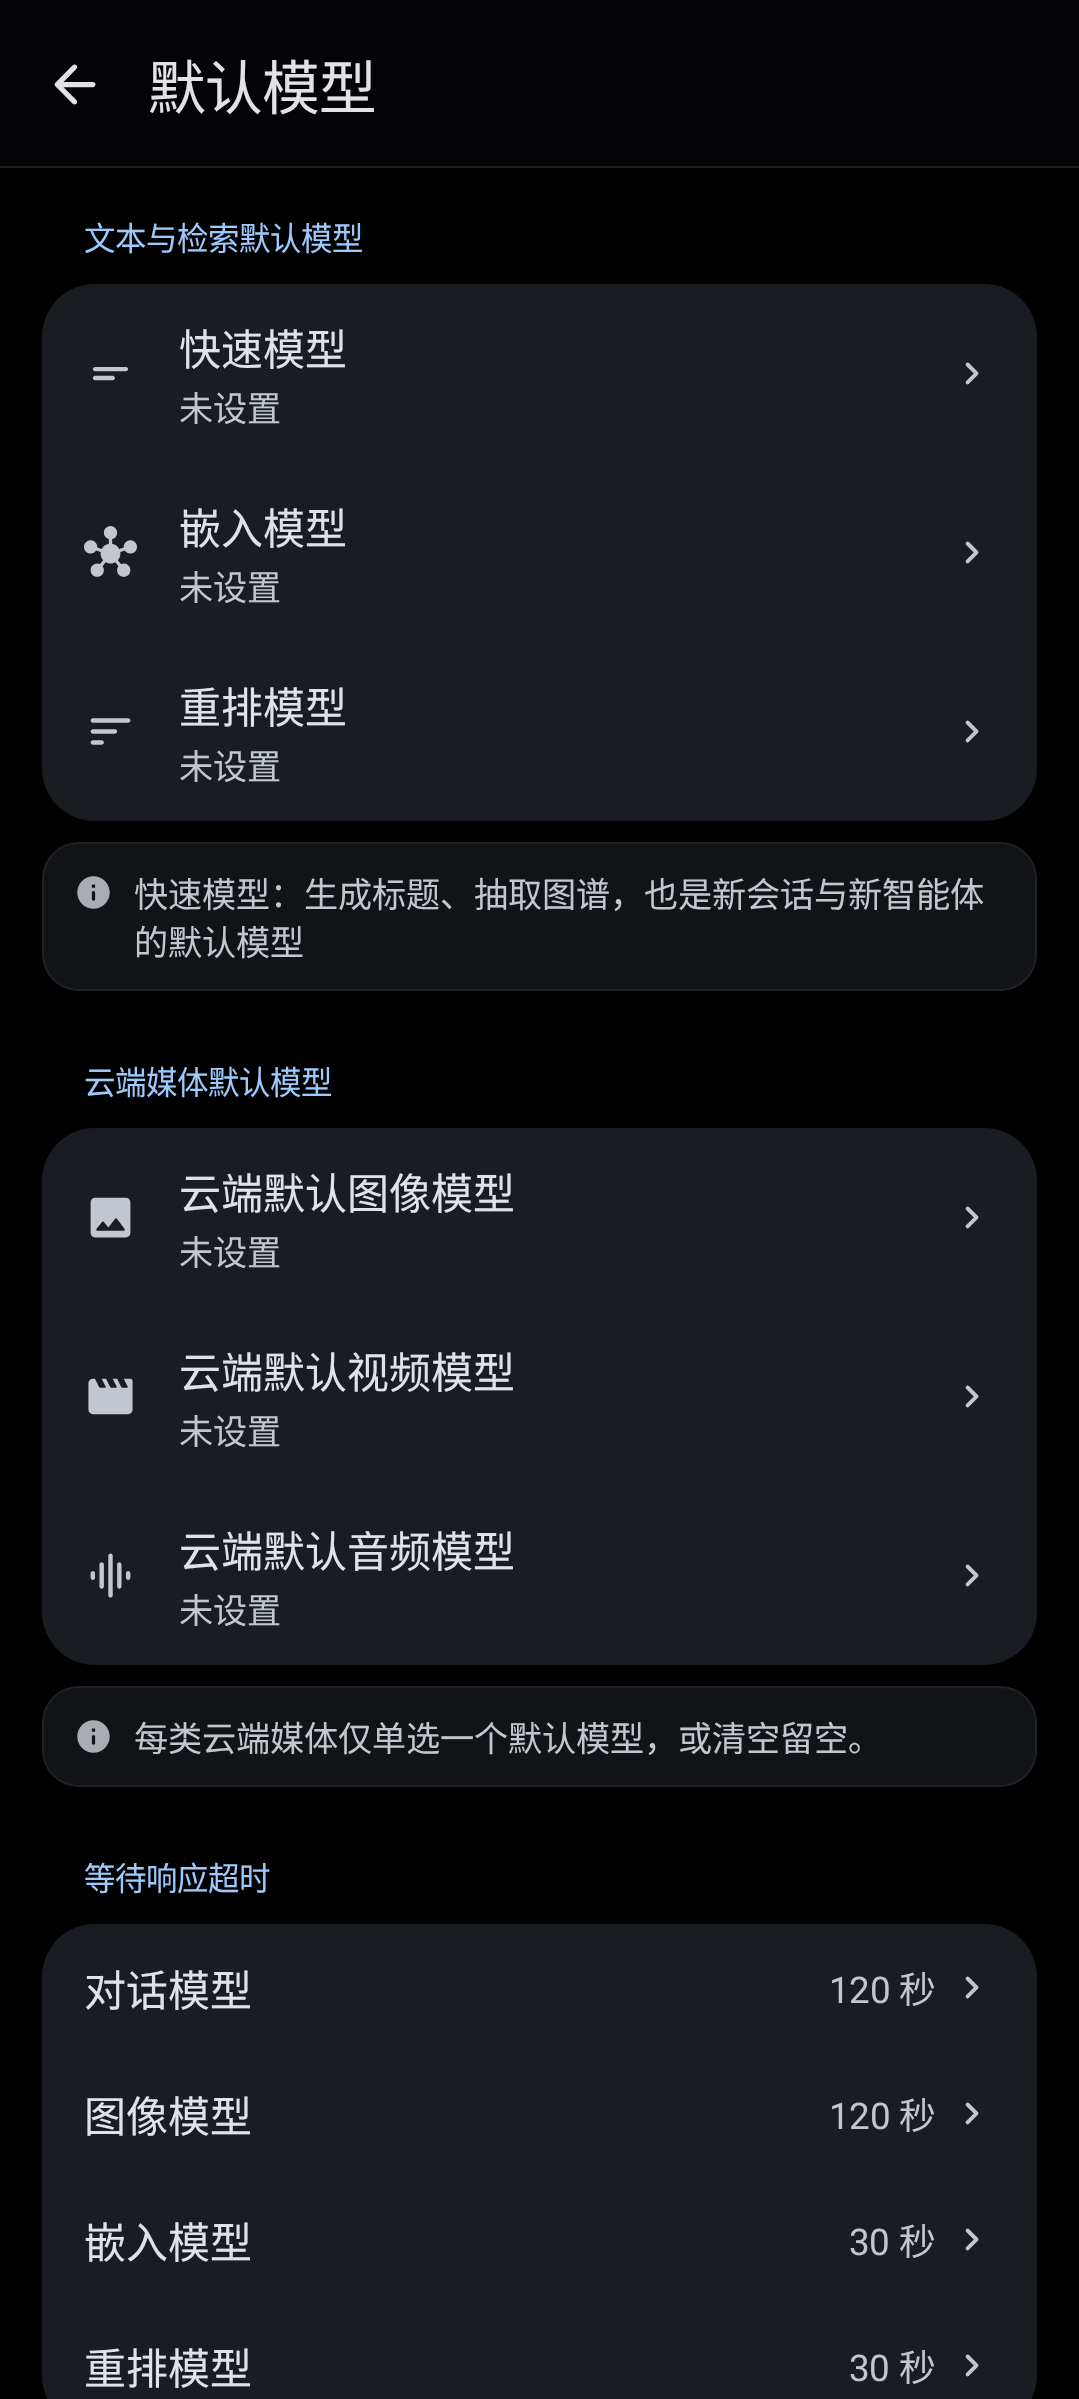 默认模型
文本与检索默认模型
快速模型
未设置
嵌入模型
未设置
重排模型
未设置
快速模型：生成标题、抽取图谱，也是新会话与新智能体
的默认模型
云端媒体默认模型
云端默认图像模型
未设置
云端默认视频模型
未设置
云端默认音频模型
未设置
每类云端媒体仅单选一个默认模型，或清空留空。
等待响应超时
对话模型 120 秒
图像模型 120 秒
嵌入模型 30 秒
重排模型 30 秒